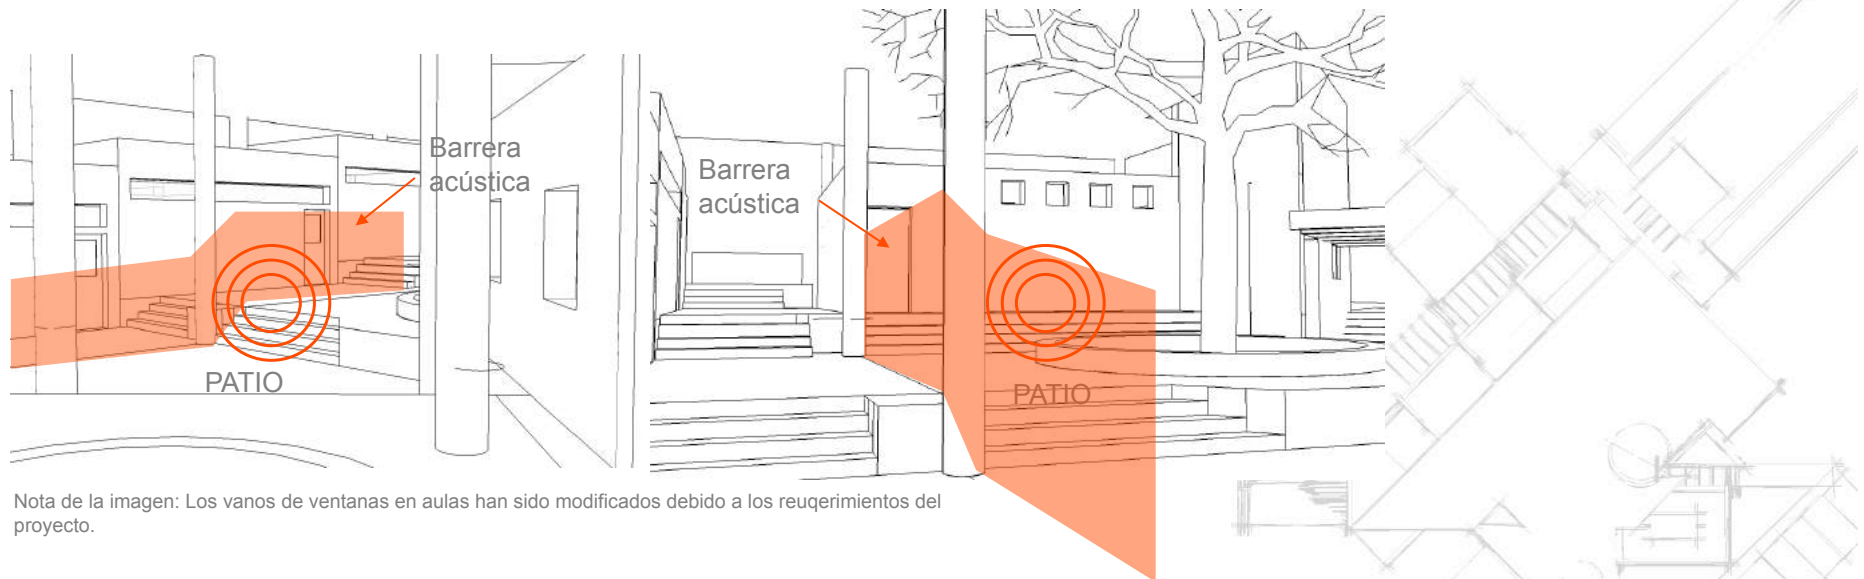 Barrera
acústica
PATIO
Barrera
acústica
PATIO
Nota de la imagen: Los vanos de ventanas en aulas han sido modificados debido a los reuqerimientos del
proyecto.